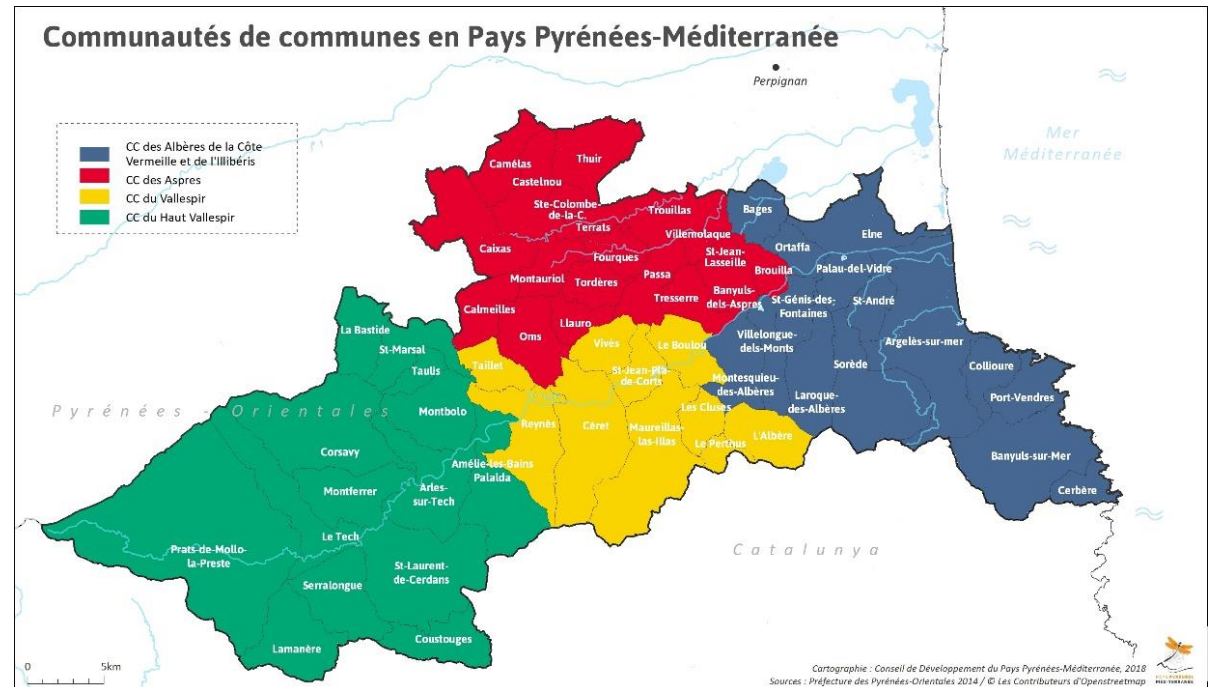 Communautés de communes en Pays Pyrénées-Méditerranée
Perpignan
Mer
Méditerranée
CC des Albères de la Côte
Vermeille et de l'Illibéris
CC des Aspres
CC du Vallespir
CC du Haut Vallespir
Camélas
Thuir
Castelnou
Ste-Colombe-
de-la-C.
Terrats
Trouillas
Villemolaque
Caixas
Fourques
St-Jean-
Lasseille
Montauriol
Tordères
Passa
Brouilla
Tresserre
Banyuls-
dels-Aspres
Calmeilles
Llauro
Oms
Bages
Elne
Ortaffa
Palau-del-Vidre
St-Génis-des-
Fontaines
St-André
Villelongue-
dels-Monts
Argelès-sur-mer
Sorède
Collioure
Montesquieu-
des-Albères
Laroque-
des-Albères
Port-Vendres
Banyuls-sur-Mer
Cerbère
Vivès
Le Boulou
Taillet
St-Jean-Pla-
de-Corts
Les Cluses
Reynès
Céret
Maureillas-
las-Illas
Le Perthus
L'Albère
La Bastide
St-Marsal
Taulis
Pyrénées - Orientales
Montbolo
Corsavy
Amélie-les-Bains
Palalda
Montferrer
Arles-
sur-Tech
Le Tech
Prats-de-Mollo-
la-Preste
St-Laurent-
de-Cerdans
Serralongue
Coustouges
Lamanère
Catalunya
0 5km
Cartographie : Conseil de Développement du Pays Pyrénées-Méditerranée, 2018
Sources : Préfecture des Pyrénées-Orientales 2014 / © Les Contributeurs d'Openstreetmap